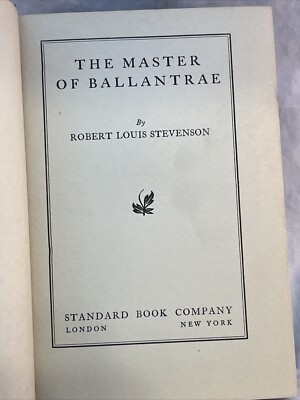 THE MASTER
OF BALLANTRAE
By
ROBERT LOUIS STEVENSON
STANDARD BOOK COMPANY
LONDON NEW YORK